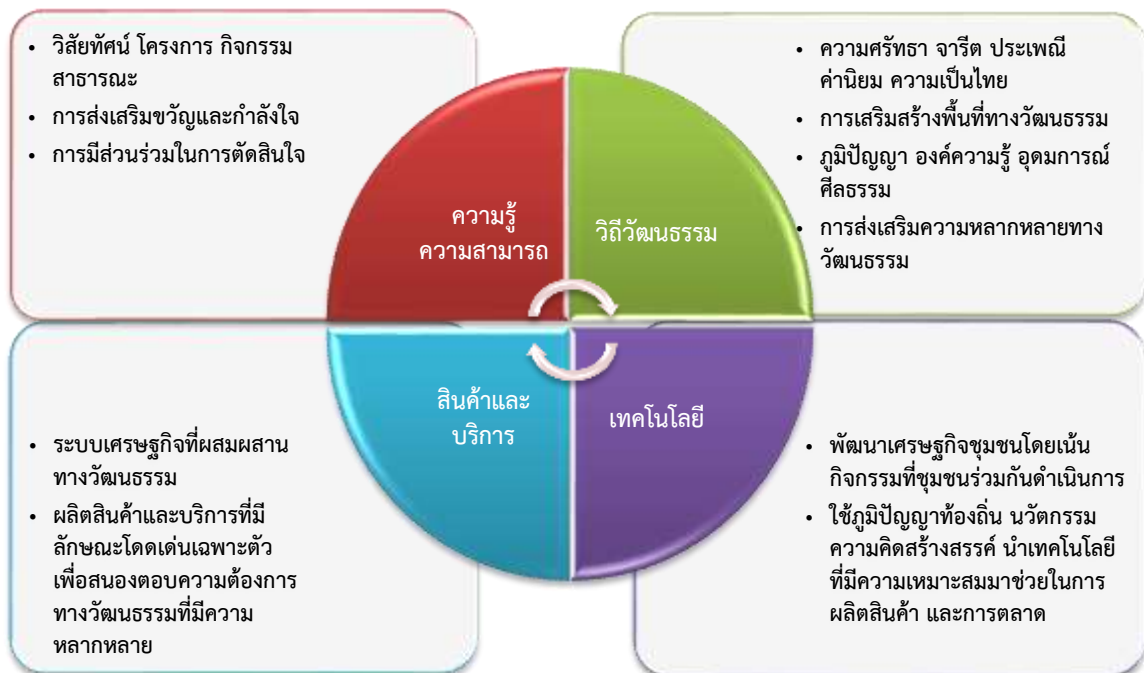 • วิสัยทัศน์ โครงการ กิจกรรม
สาธารณะ
• การส่งเสริมขวัญและกำลังใจ
• การมีส่วนร่วมในการตัดสินใจ
• ความศรัทธา จารีต ประเพณี
ค่านิยม ความเป็นไทย
• การเสริมสร้างพื้นที่ทางวัฒนธรรม
• ภูมิปัญญา องค์ความรู้ อุดมการณ์
ศีลธรรม
• การส่งเสริมความหลากหลายทาง
วัฒนธรรม
ความรู้
ความสามารถ
วิถีวัฒนธรรม
สินค้าและ
บริการ
เทคโนโลยี
• ระบบเศรษฐกิจที่ผสมผสาน
ทางวัฒนธรรม
• ผลิตสินค้าและบริการที่มี
ลักษณะโดดเด่นเฉพาะตัว
เพื่อสนองตอบความต้องการ
ทางวัฒนธรรมที่มีความ
หลากหลาย
• พัฒนาเศรษฐกิจชุมชนโดยเน้น
กิจกรรมที่ชุมชนร่วมกันดำเนินการ
• ใช้ภูมิปัญญาท้องถิ่น นวัตกรรม
ความคิดสร้างสรรค์ นำเทคโนโลยี
ที่มีความเหมาะสมมาช่วยในการ
ผลิตสินค้า และการตลาด